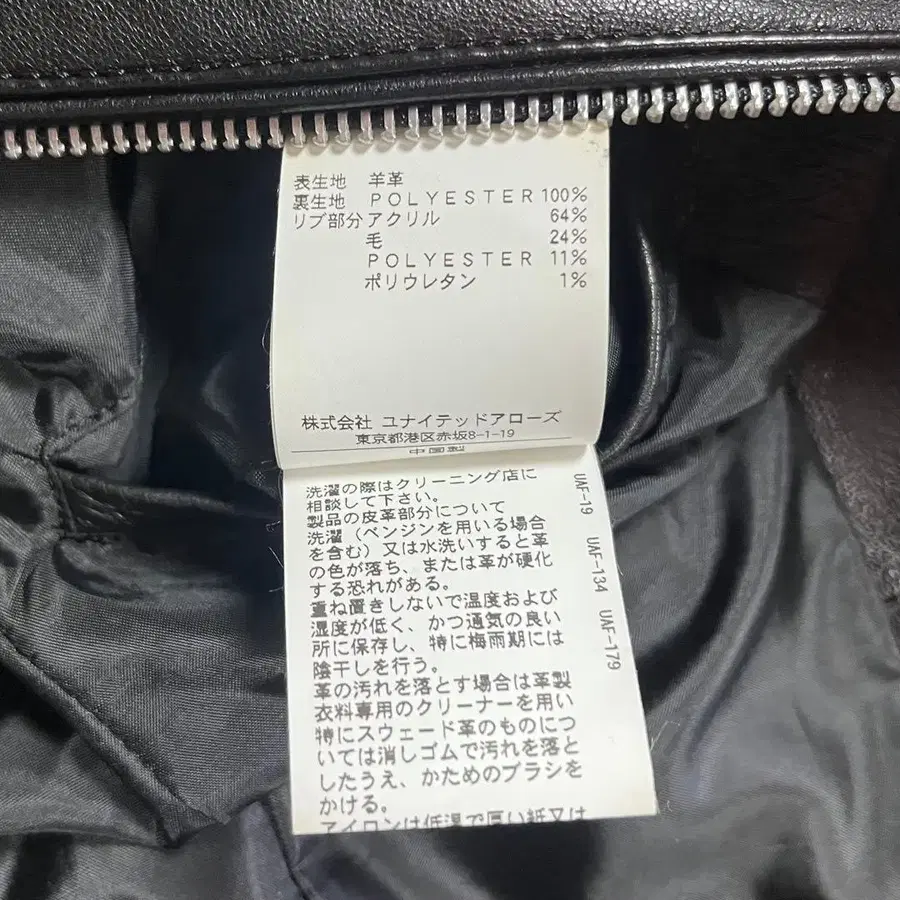 表生地 羊革
裏生地 POLYESTER 100%
リブ部分 アクリル 64%
毛 24%
POLYESTER 11%
ポリウレタン 1%
株式会社 ユナイテッドアローズ
東京都港区赤坂8-1-19
中国製
洗濯の際はクリーニング店に
相談して下さい。
製品の皮革部分について
洗濯(ベンジンを用いる場合
を含む)又は水洗いすると革
の色が落ち、または革が硬化
する恐れがある。
重ね置きしないで温度および
湿度が低く、かつ通気の良い
所に保存し、特に梅雨期には
陰干しを行う。
革の汚れを落とす場合は革製
衣料専用のクリーナーを用い
特にスウェード革のものにつ
いては消しゴムで汚れを落と
したうえ、かためのブラシを
かける。
アイロンは低温で厚い紙又は
UAF-19 UAF-134 UAF-179